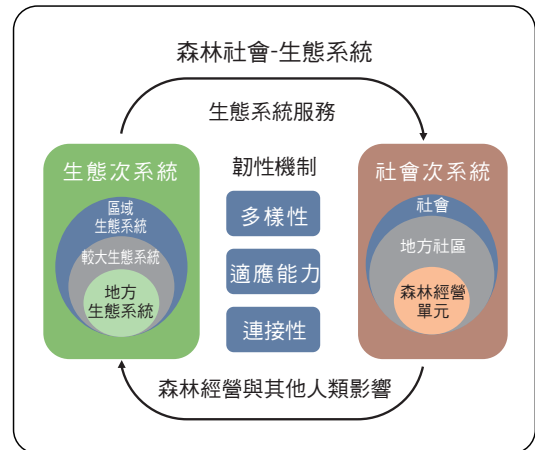 森林社會-生態系統
生態系統服務
生態次系統
區域
生態系統
較大生態系統
地方
生態系統
韌性機制
多樣性
適應能力
連接性
社會次系統
社會
地方社區
森林經營
單元
森林經營與其他人類影響